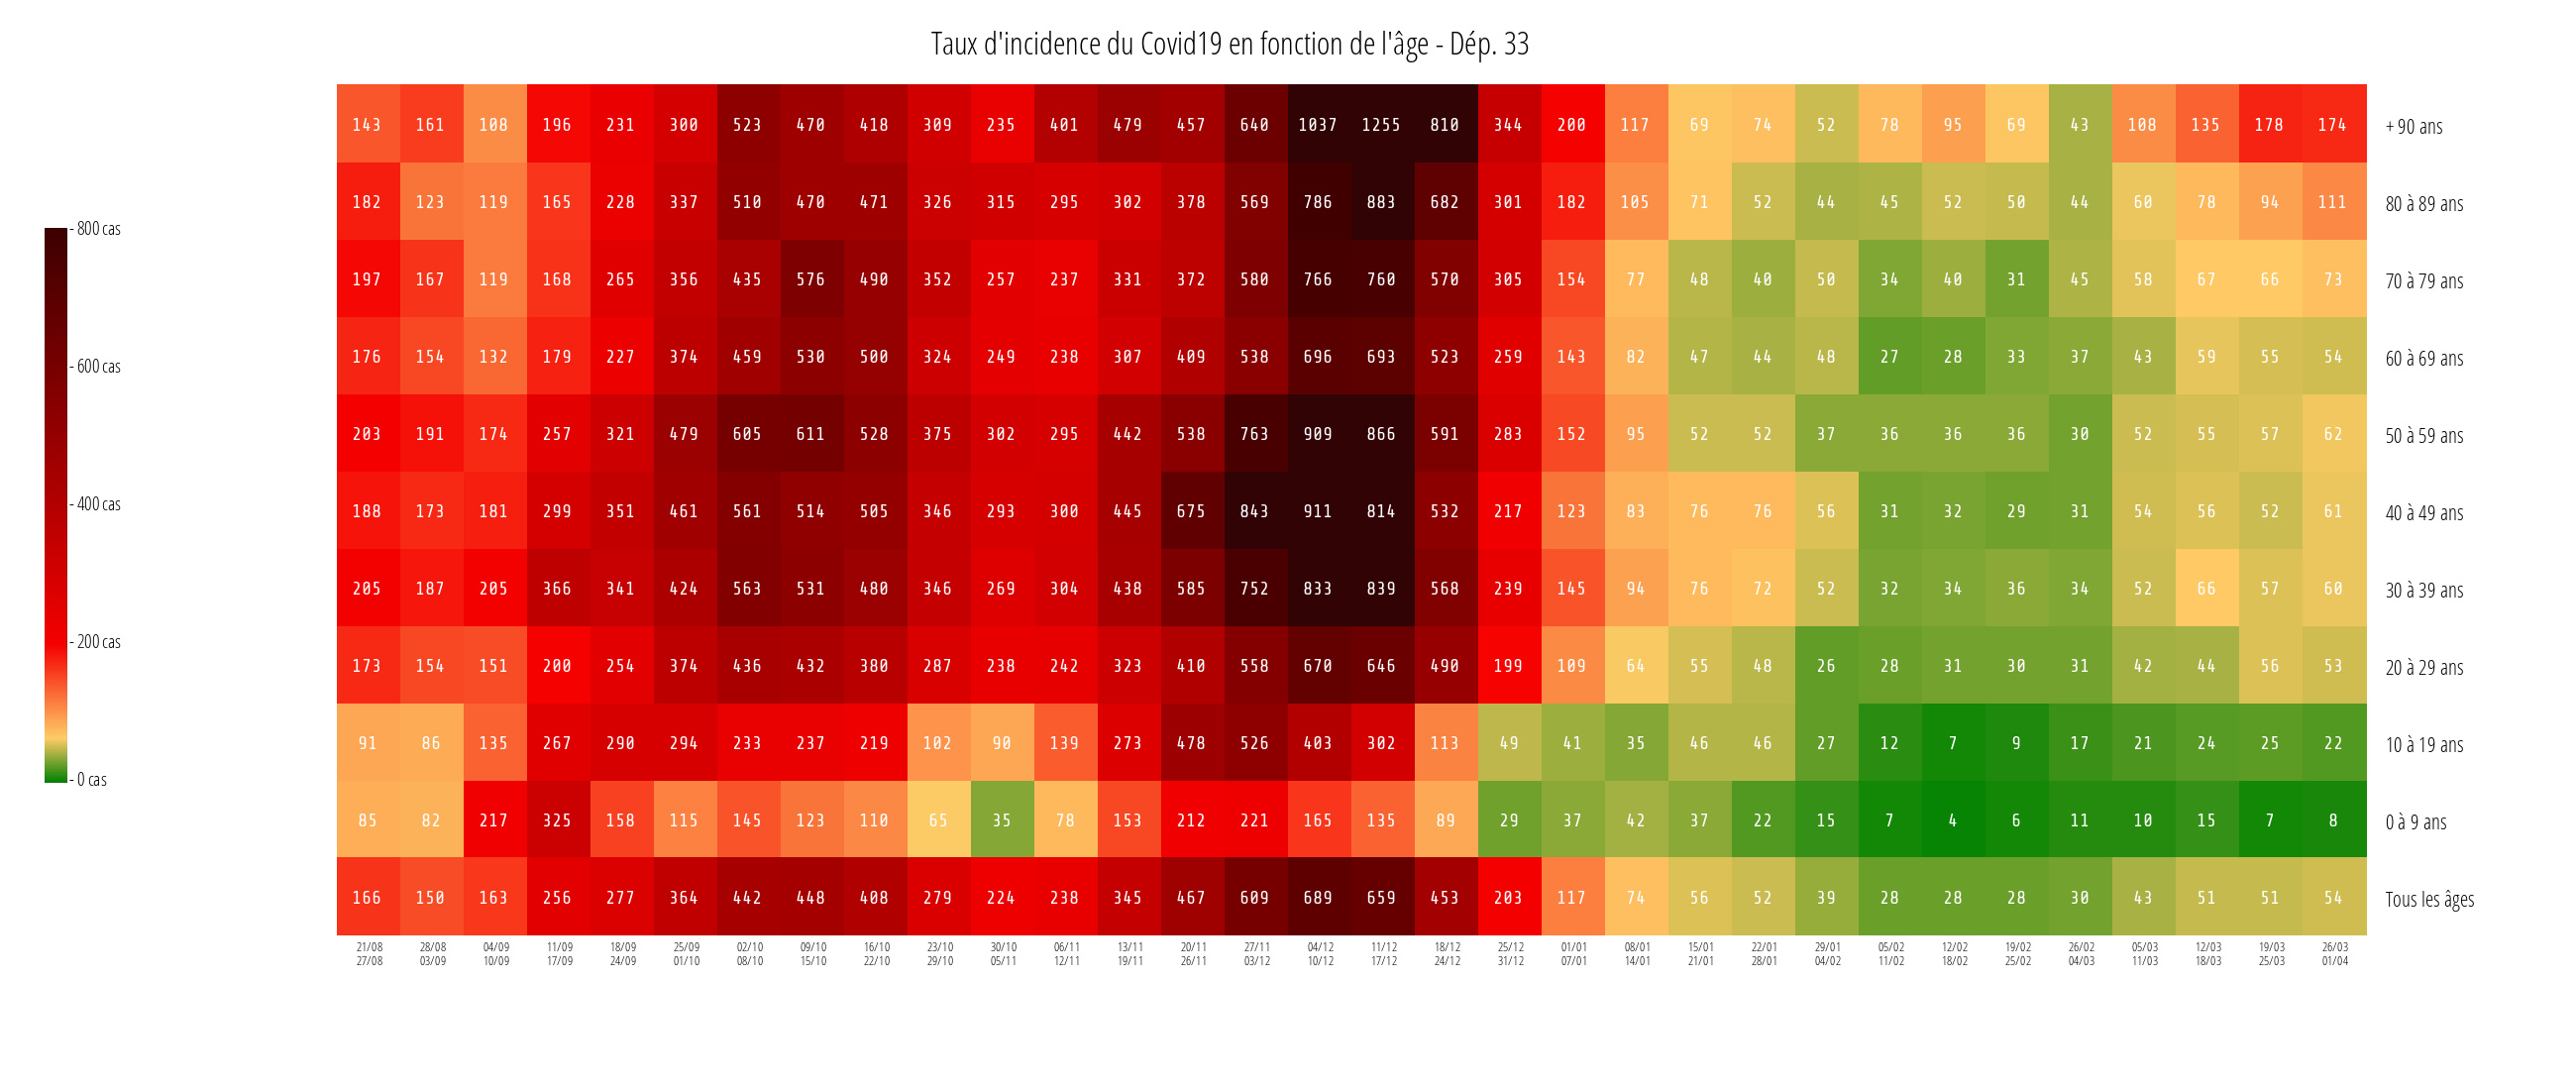 Taux d'incidence du Covid19 en fonction de l'âge - Dép. 33
- 800 cas
- 600 cas
- 400 cas
- 200 cas
- 0 cas
143 161 108 196 231 300 523 470 418 309 235 401 479 457 640 1037 1255 810 344 200 117 69 74 52 78 95 69 43 108 135 178 174 + 90 ans
182 123 119 165 228 337 510 470 471 326 315 295 302 378 569 786 883 682 301 182 105 71 52 44 45 52 50 44 60 78 94 111 80 à 89 ans
197 167 119 168 265 356 435 576 490 352 257 237 331 372 580 766 760 570 305 154 77 48 40 50 34 40 31 45 58 67 66 73 70 à 79 ans
176 154 132 179 227 374 459 530 500 324 249 238 307 409 538 696 693 523 259 143 82 47 44 48 27 28 33 37 43 59 55 54 60 à 69 ans
203 191 174 257 321 479 605 611 528 375 302 295 442 538 763 909 866 591 283 152 95 52 52 37 36 36 36 30 52 55 57 62 50 à 59 ans
188 173 181 299 351 461 561 514 505 346 293 300 445 675 843 911 814 532 217 123 83 76 76 56 31 32 29 31 54 56 52 61 40 à 49 ans
205 187 205 366 341 424 563 531 480 346 269 304 438 585 752 833 839 568 239 145 94 76 72 52 32 34 36 34 52 66 57 60 30 à 39 ans
173 154 151 200 254 374 436 432 380 287 238 242 323 410 558 670 646 490 199 109 64 55 48 26 28 31 30 31 42 44 56 53 20 à 29 ans
91 86 135 267 290 294 233 237 219 102 90 139 273 478 526 403 302 113 49 41 35 46 46 27 12 7 9 17 21 24 25 22 10 à 19 ans
85 82 217 325 158 115 145 123 110 65 35 78 153 212 221 165 135 89 29 37 42 37 22 15 7 4 6 11 10 15 7 8 0 à 9 ans
166 150 163 256 277 364 442 448 408 279 224 238 345 467 609 689 659 453 203 117 74 56 52 39 28 28 28 30 43 51 51 54 Tous les âges
21/08 28/08 04/09 11/09 18/09 25/09 02/10 09/10 16/10 23/10 30/10 06/11 13/11 20/11 27/11 04/12 11/12 18/12 25/12 01/01 08/01 15/01 22/01 29/01 05/02 12/02 19/02 26/02 05/03 12/03 19/03 26/03
27/08 03/09 10/09 17/09 24/09 01/10 08/10 15/10 22/10 29/10 05/11 12/11 19/11 26/11 03/12 10/12 17/12 24/12 31/12 07/01 14/01 21/01 28/01 04/02 11/02 18/02 25/02 04/03 11/03 18/03 25/03 01/04